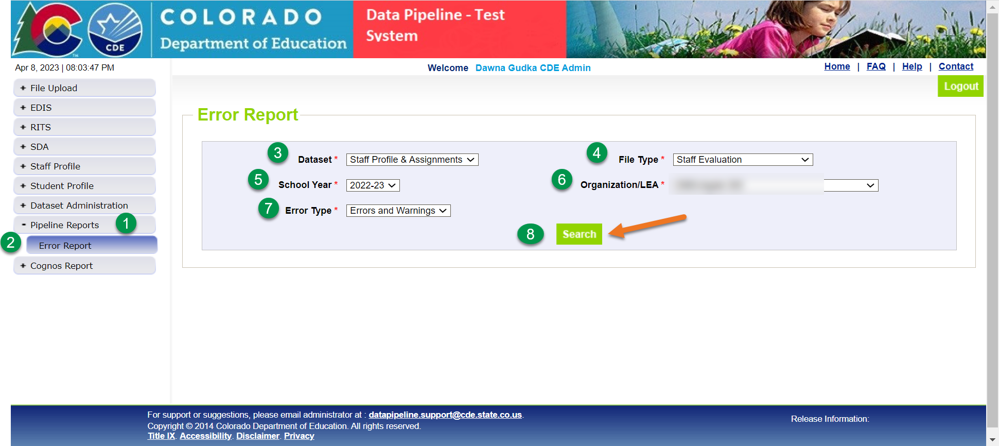 COLORADO
Department of Education
CDE
TM
Data Pipeline - Test
System
Apr 8, 2023 | 08:03:47 PM
Welcome Dawna Gudka CDE Admin
Home | FAQ | Help | Contact
Logout
+ File Upload
+ EDIS
+ RITS
+ SDA
+ Staff Profile
+ Student Profile
+ Dataset Administration
- Pipeline Reports 1
2 Error Report
+ Cognos Report
Error Report
3 Dataset * Staff Profile & Assignments
4 File Type * Staff Evaluation
5 School Year * 2022-23
6 Organization/LEA *
7 Error Type * Errors and Warnings
8 Search
For support or suggestions, please email administrator at : datapipeline.support@cde.state.co.us.
Copyright © 2014 Colorado Department of Education. All rights reserved.
Title IX. Accessibility. Disclaimer. Privacy
Release Information: